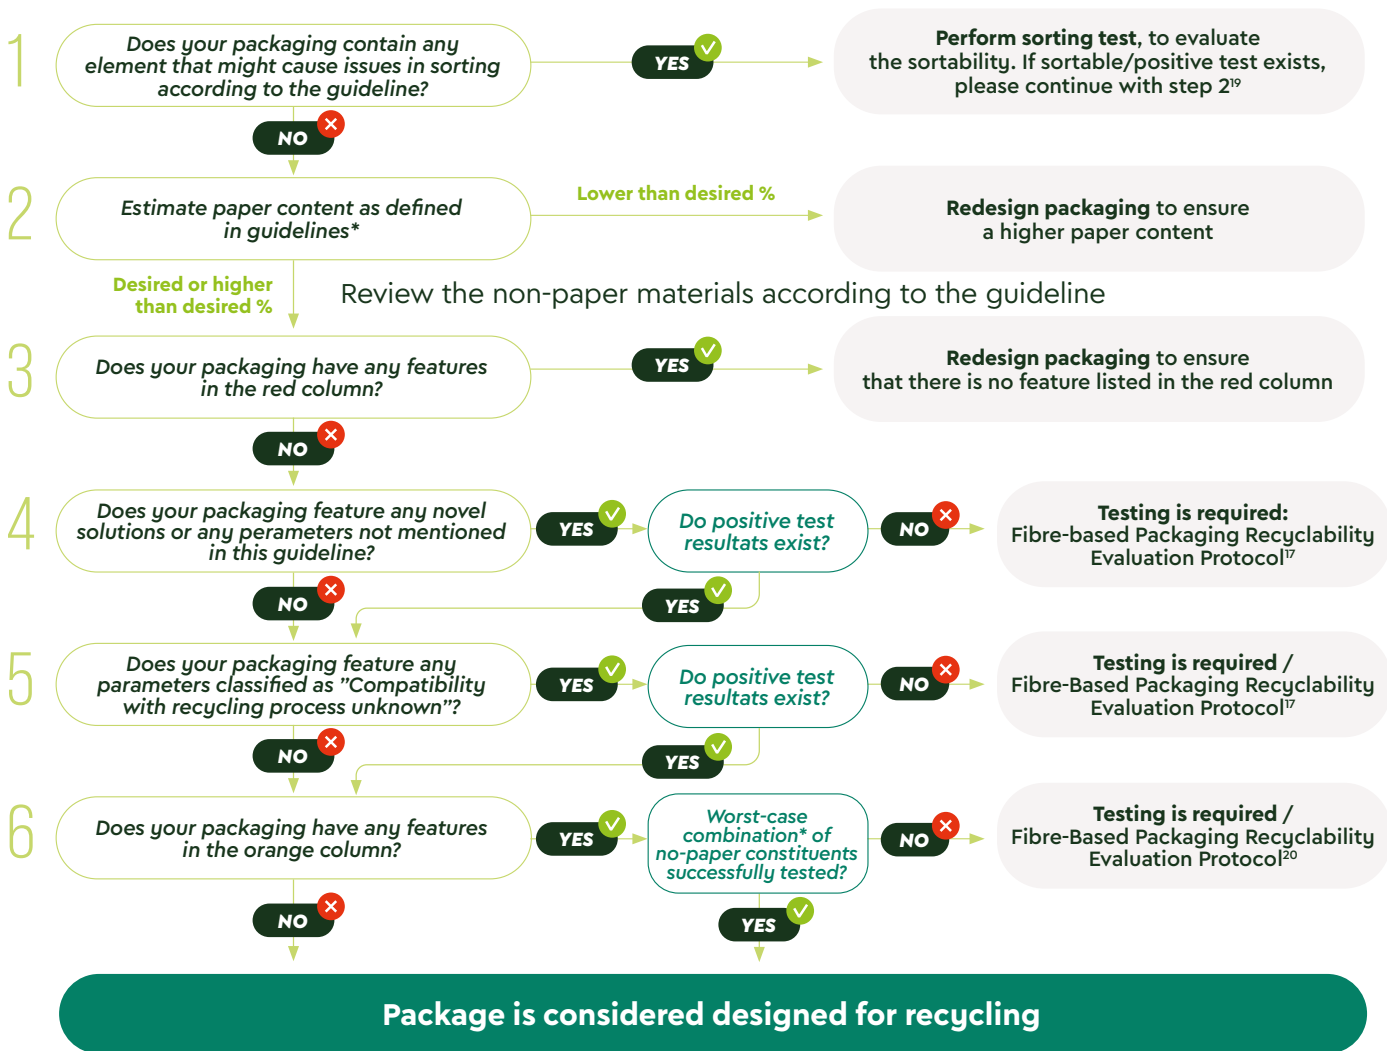 1
Does your packaging contain any
element that might cause issues in sorting
according to the guideline?
YES
Perform sorting test, to evaluate
the sortability. If sortable/positive test exists,
please continue with step 2¹⁹
NO
2
Estimate paper content as defined
in guidelines*
Lower than desired %
Redesign packaging to ensure
a higher paper content
Desired or higher
than desired %
Review the non-paper materials according to the guideline
3
Does your packaging have any features
in the red column?
YES
Redesign packaging to ensure
that there is no feature listed in the red column
NO
4
Does your packaging feature any novel
solutions or any perameters not mentioned
in this guideline?
YES
Do positive test
resultats exist?
NO
Testing is required:
Fibre-based Packaging Recyclability
Evaluation Protocol¹⁷
NO
YES
5
Does your packaging feature any
parameters classified as ”Compatibility
with recycling process unknown”?
YES
Do positive test
resultats exist?
NO
Testing is required /
Fibre-Based Packaging Recyclability
Evaluation Protocol¹⁷
NO
YES
6
Does your packaging have any features
in the orange column?
YES
Worst-case
combination* of
no-paper constituents
successfully tested?
NO
Testing is required /
Fibre-Based Packaging Recyclability
Evaluation Protocol²⁰
NO
YES
Package is considered designed for recycling